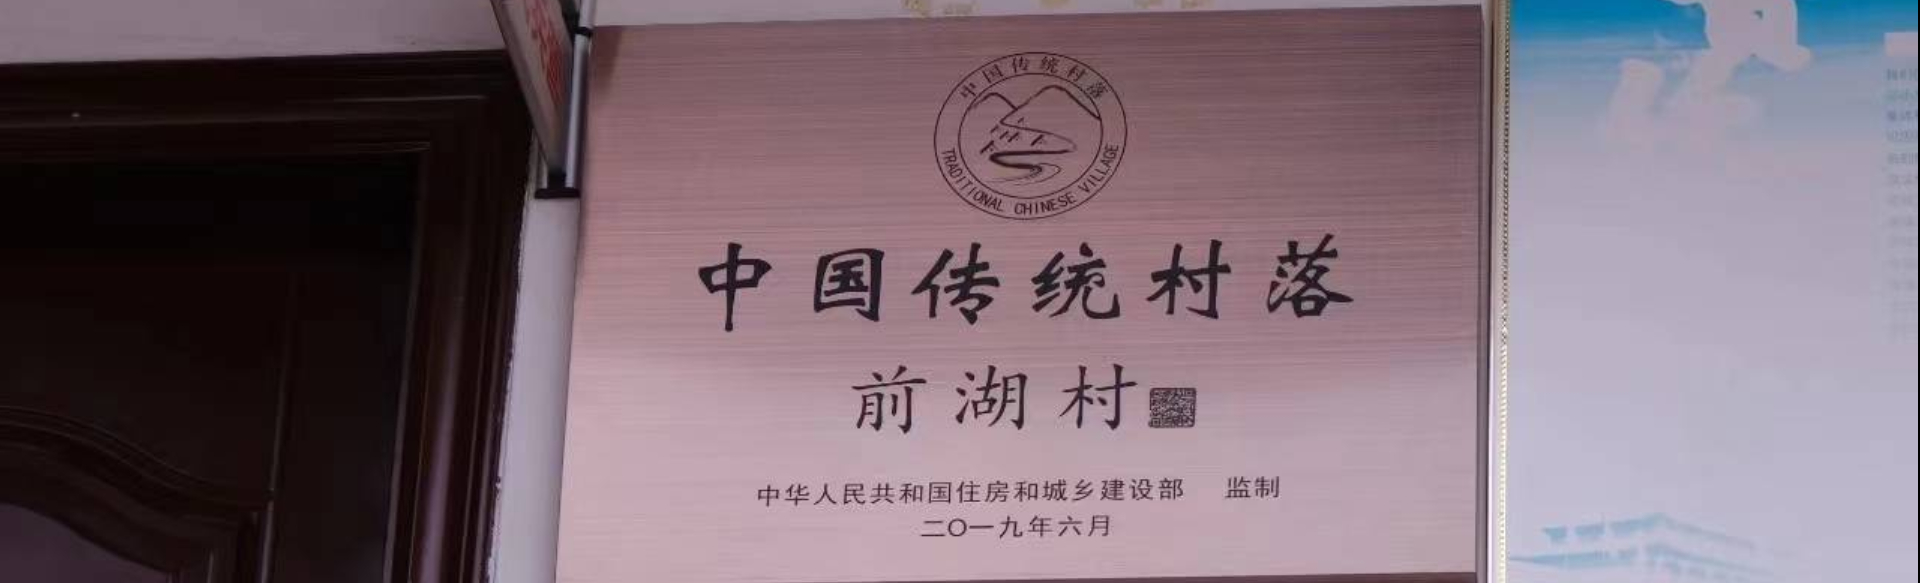 中国传统村落
TRADITIONAL CHINESE VILLAGE
中国传统村落
前湖村
中华人民共和国住房和城乡建设部 监制
二〇一九年六月